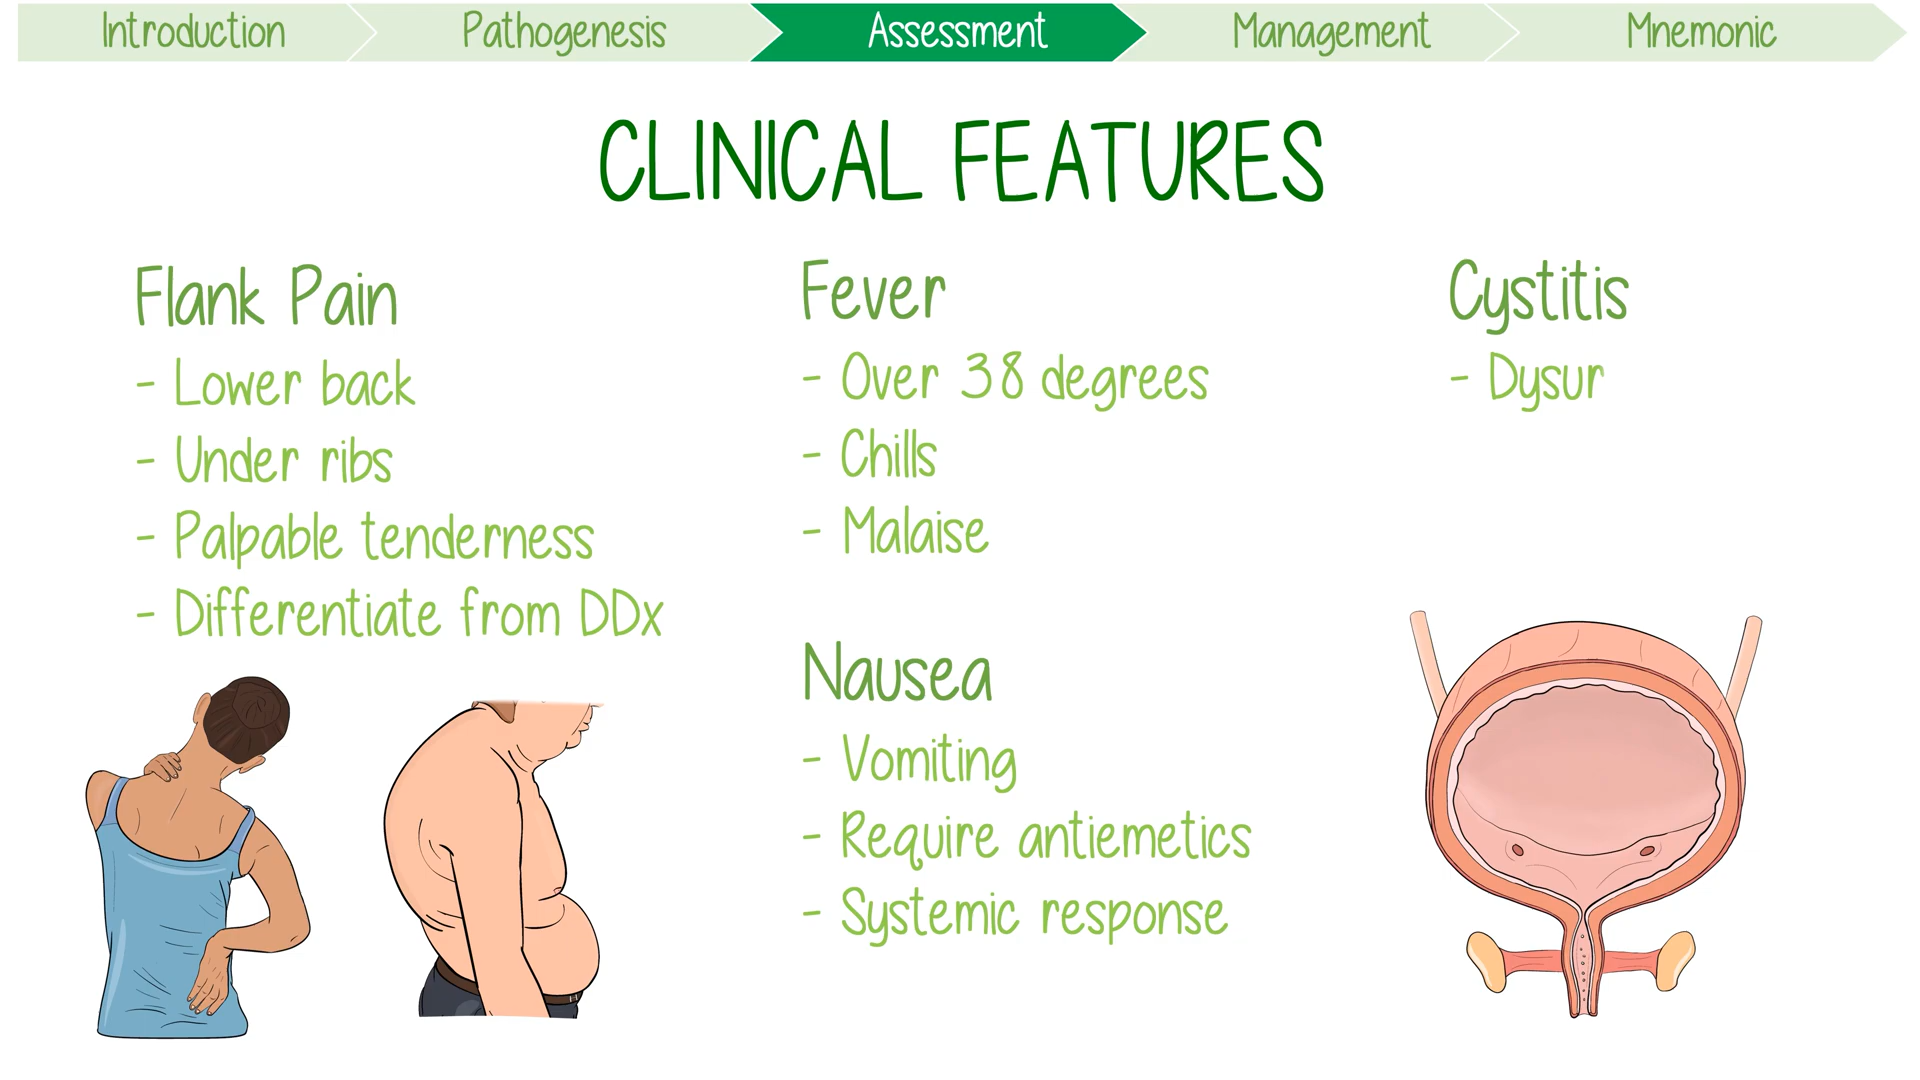 Introduction
Pathogenesis
Assessment
Management
Mnemonic
CLINICAL FEATURES
Flank Pain
- Lower back
- Under ribs
- Palpable tenderness
- Differentiate from DDx
Fever
- Over 38 degrees
- Chills
- Malaise
Nausea
- Vomiting
- Require antiemetics
- Systemic response
Cystitis
- Dysur